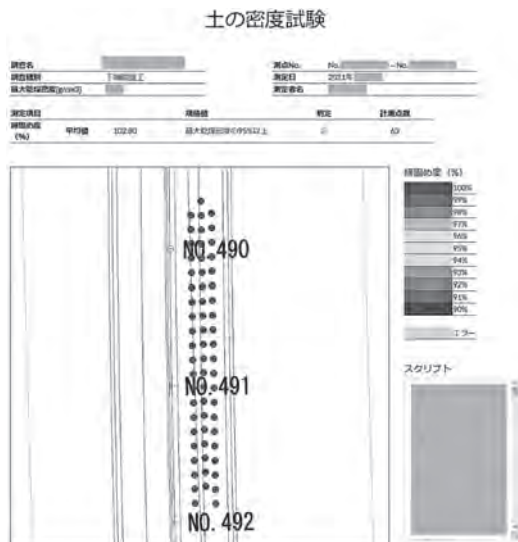 土の密度試験
調査名
測点No. No. ～No.
調査種別 下層路盤工
測定日 2021年
最大乾燥密度(g/cm3)
測定者名
測定項目 規格値 判定 計測点数
締固め度 (%) 平均値 102.80 最大乾燥密度の95%以上 63
締固め度 (%)
100%
99%
98%
97%
96%
95%
94%
93%
92%
91%
90%
エラー
NO.490
スクリプト
NO.491
NO.492